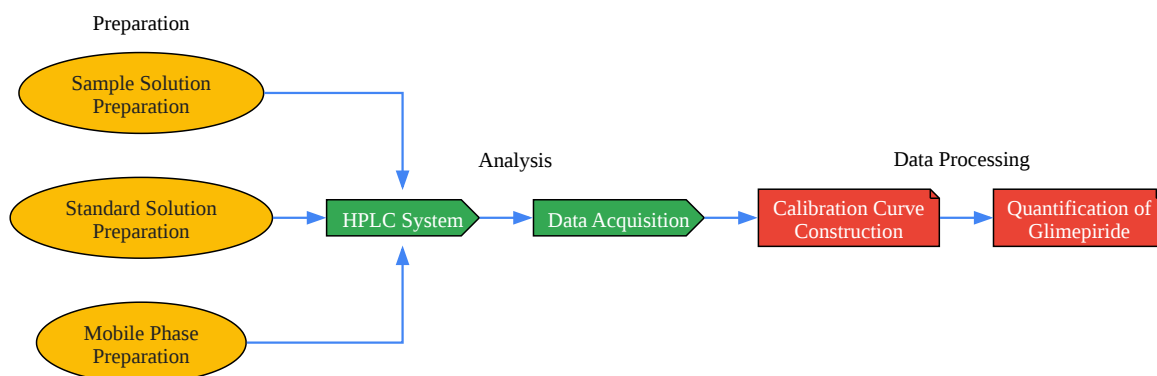 Preparation
Sample Solution
Preparation
Standard Solution
Preparation
Mobile Phase
Preparation
Analysis
HPLC System
Data Acquisition
Data Processing
Calibration Curve
Construction
Quantification of
Glimepiride